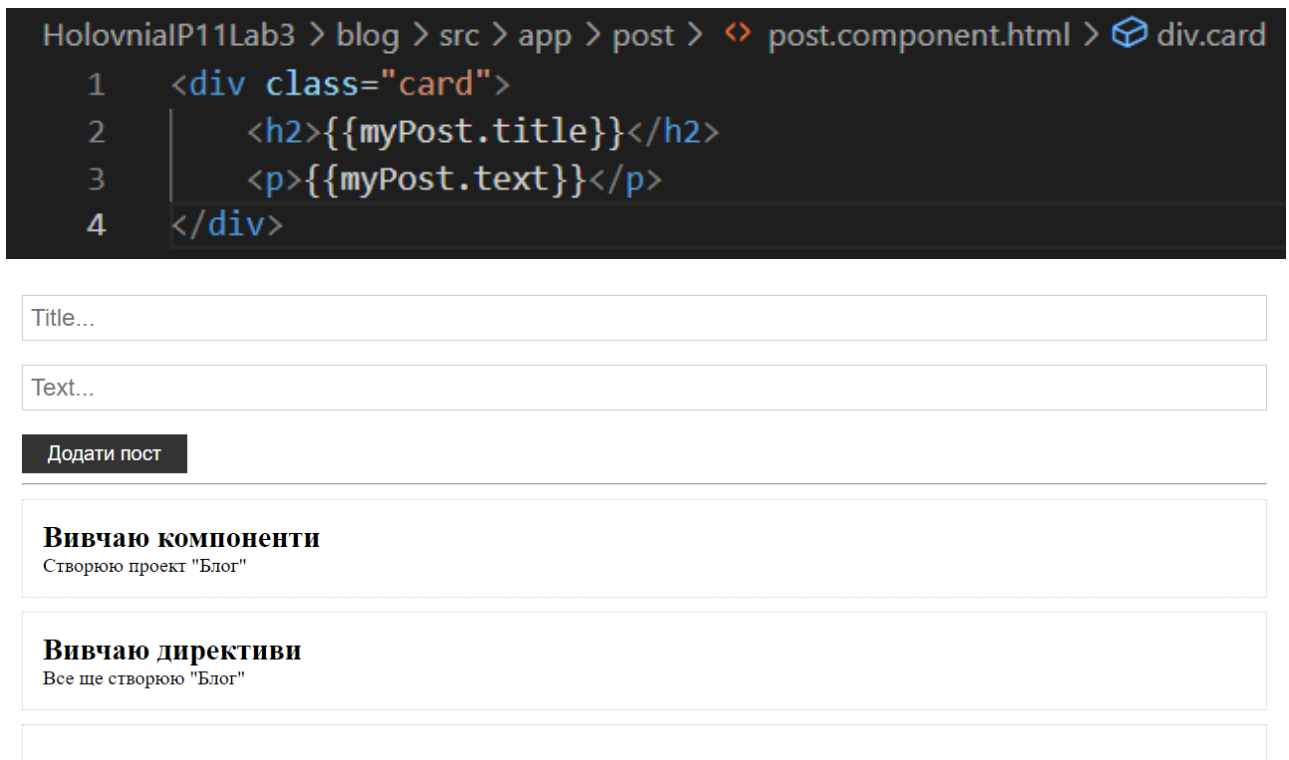 HolovniaIP11Lab3 > blog > src > app > post > <> post.component.html > div.card
1 <div class="card">
2 <h2>{{myPost.title}}</h2>
3 <p>{{myPost.text}}</p>
4 </div>
Title...
Text...
Додати пост
Вивчаю компоненти
Створюю проект "Блог"
Вивчаю директиви
Все ще створюю "Блог"